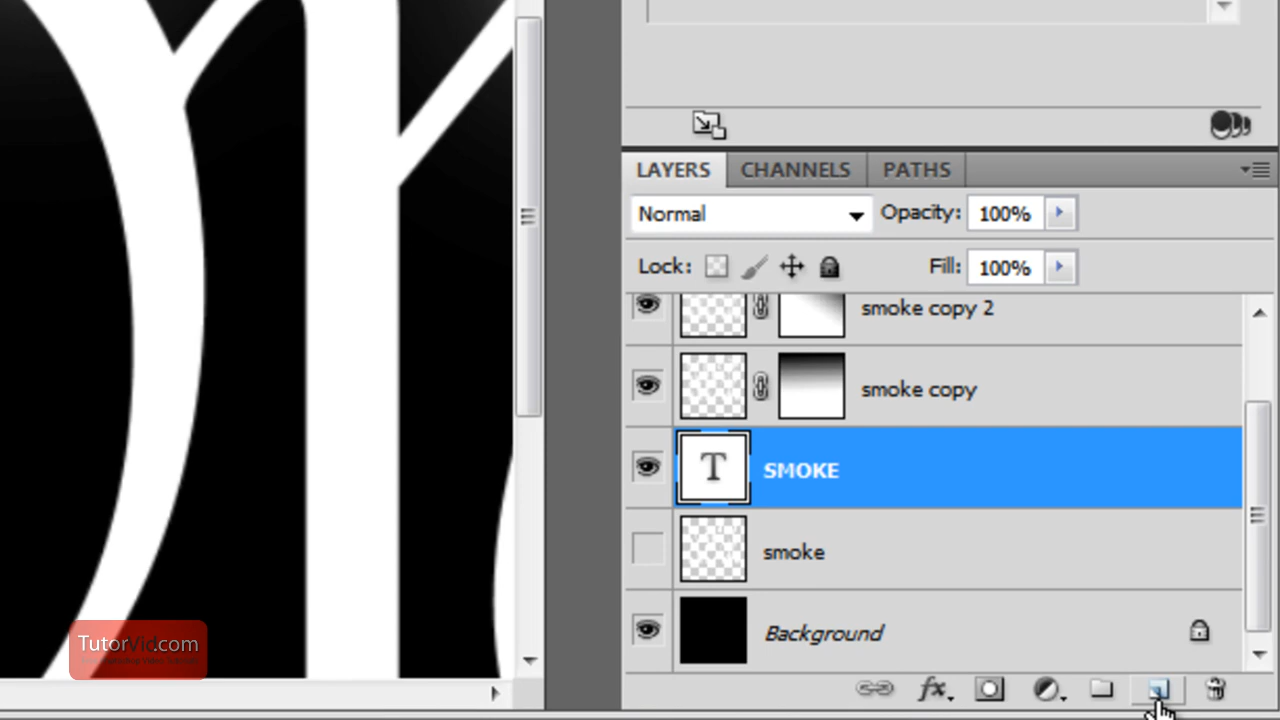 LAYERS CHANNELS PATHS
Normal Opacity: 100%
Lock: Fill: 100%
smoke copy 2
smoke copy
T SMOKE
smoke
Background
TutorVid.com
fx